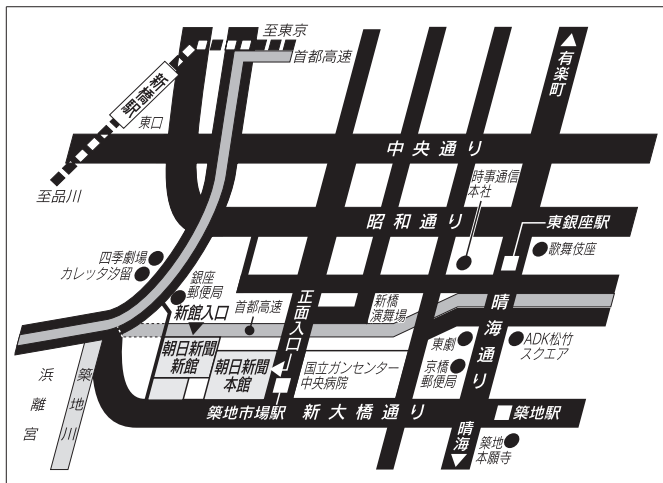 至東京
首都高速
有楽町
新橋駅
東口
中央通り
至品川
時事通信
本社
昭和通り
東銀座駅
歌舞伎座
四季劇場
カレッタ汐留
銀座
郵便局
新館入口
首都高速
正面入口
新橋
演舞場
晴海通り
朝日新聞
新館
朝日新聞
本館
国立ガンセンター
中央病院
東劇
京橋
郵便局
ADK松竹
スクエア
浜離宮
築地川
築地市場駅
新大橋通り
築地駅
晴海
築地
本願寺